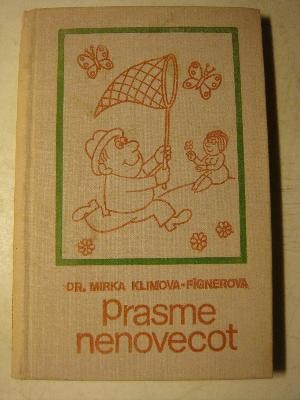 DR. MIRKA KLIMOVA-FIGNEROVA
Prasme
nenovecot